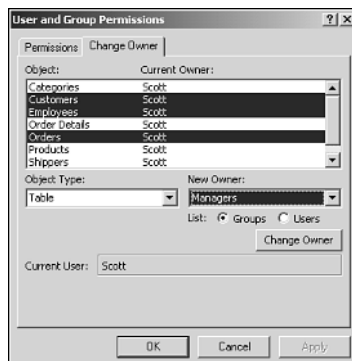 User and Group Permissions
Permissions Change Owner
Object: Current Owner:
Categories Scott
Customers Scott
Employees Scott
Order Details Scott
Orders Scott
Products Scott
Shippers Scott
Object Type: New Owner:
Table Managers
List: Groups Users
Change Owner
Current User: Scott
OK Cancel Apply